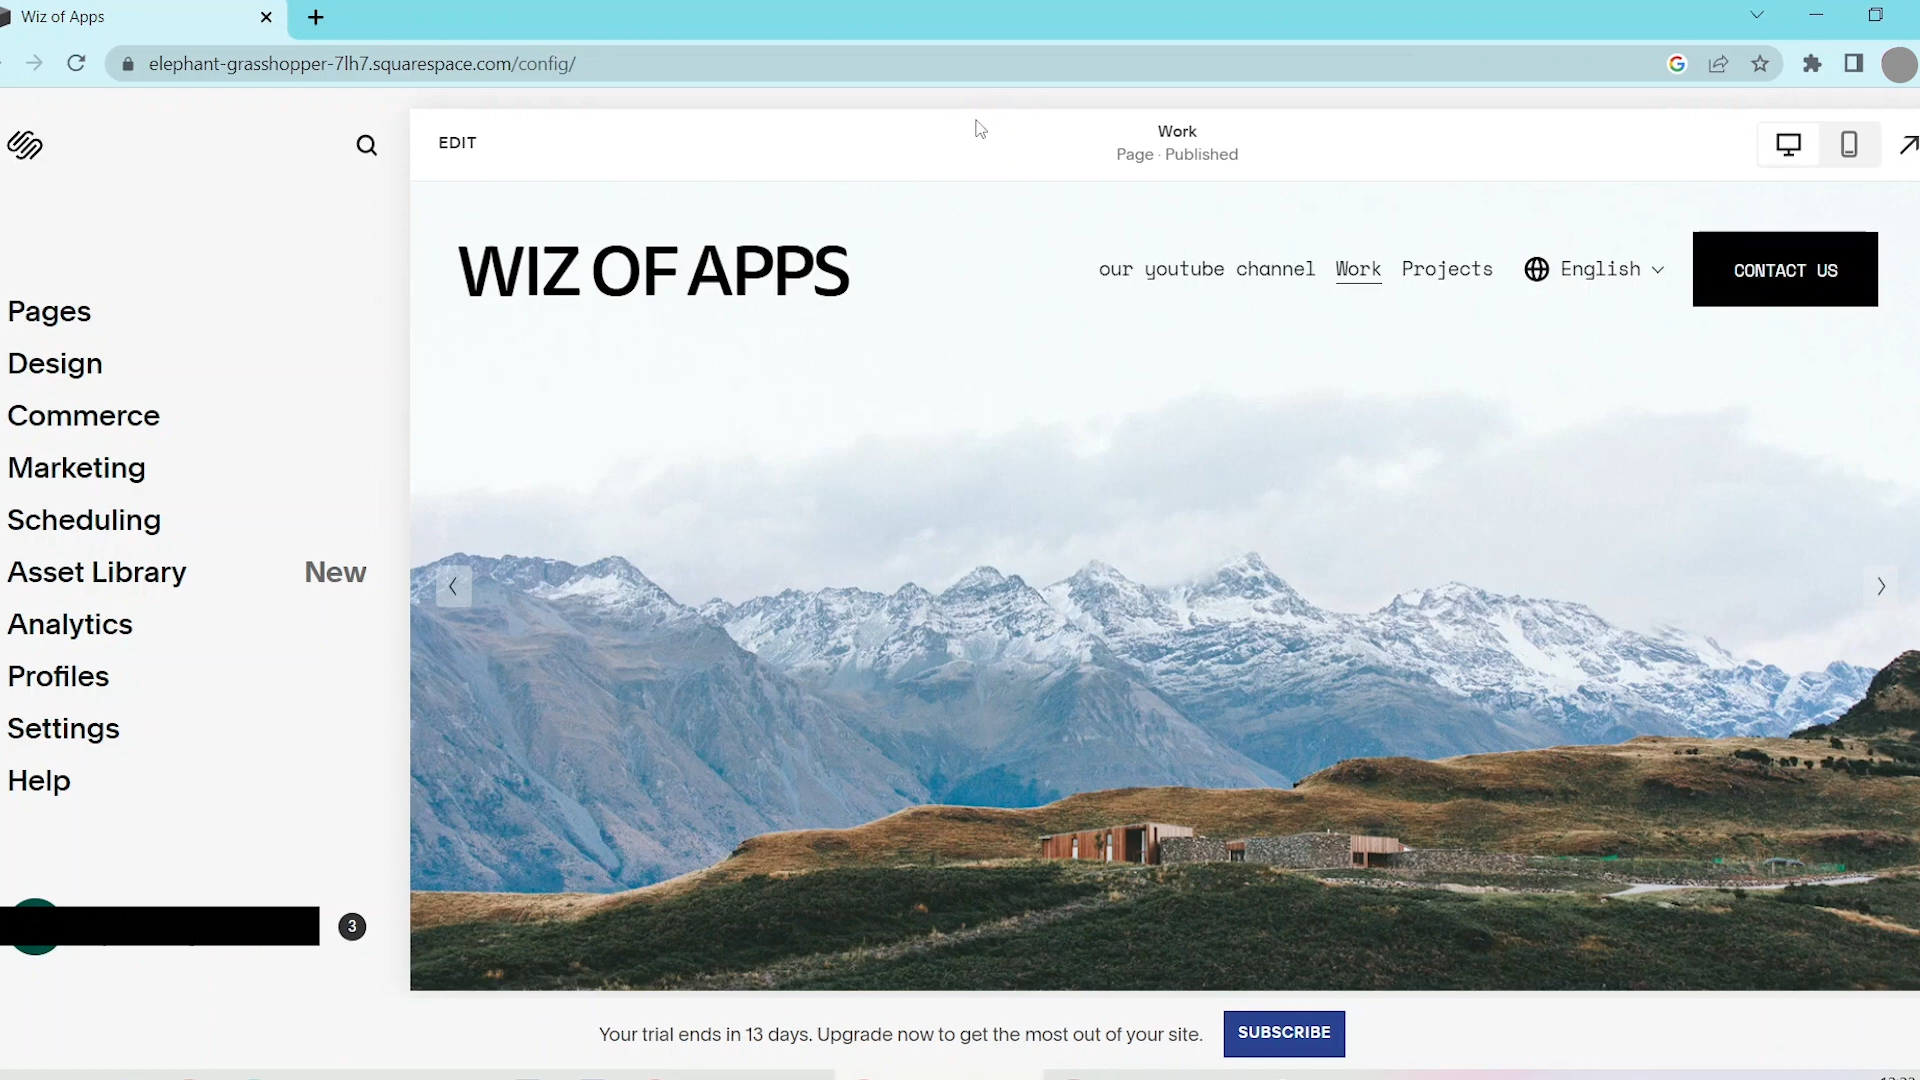 Wiz of Apps
elephant-grasshopper-7lh7.squarespace.com/config/
EDIT
Work
Page · Published
WIZ OF APPS
our youtube channel Work Projects English CONTACT US
Pages
Design
Commerce
Marketing
Scheduling
Asset Library New
Analytics
Profiles
Settings
Help
3
Your trial ends in 13 days. Upgrade now to get the most out of your site. SUBSCRIBE